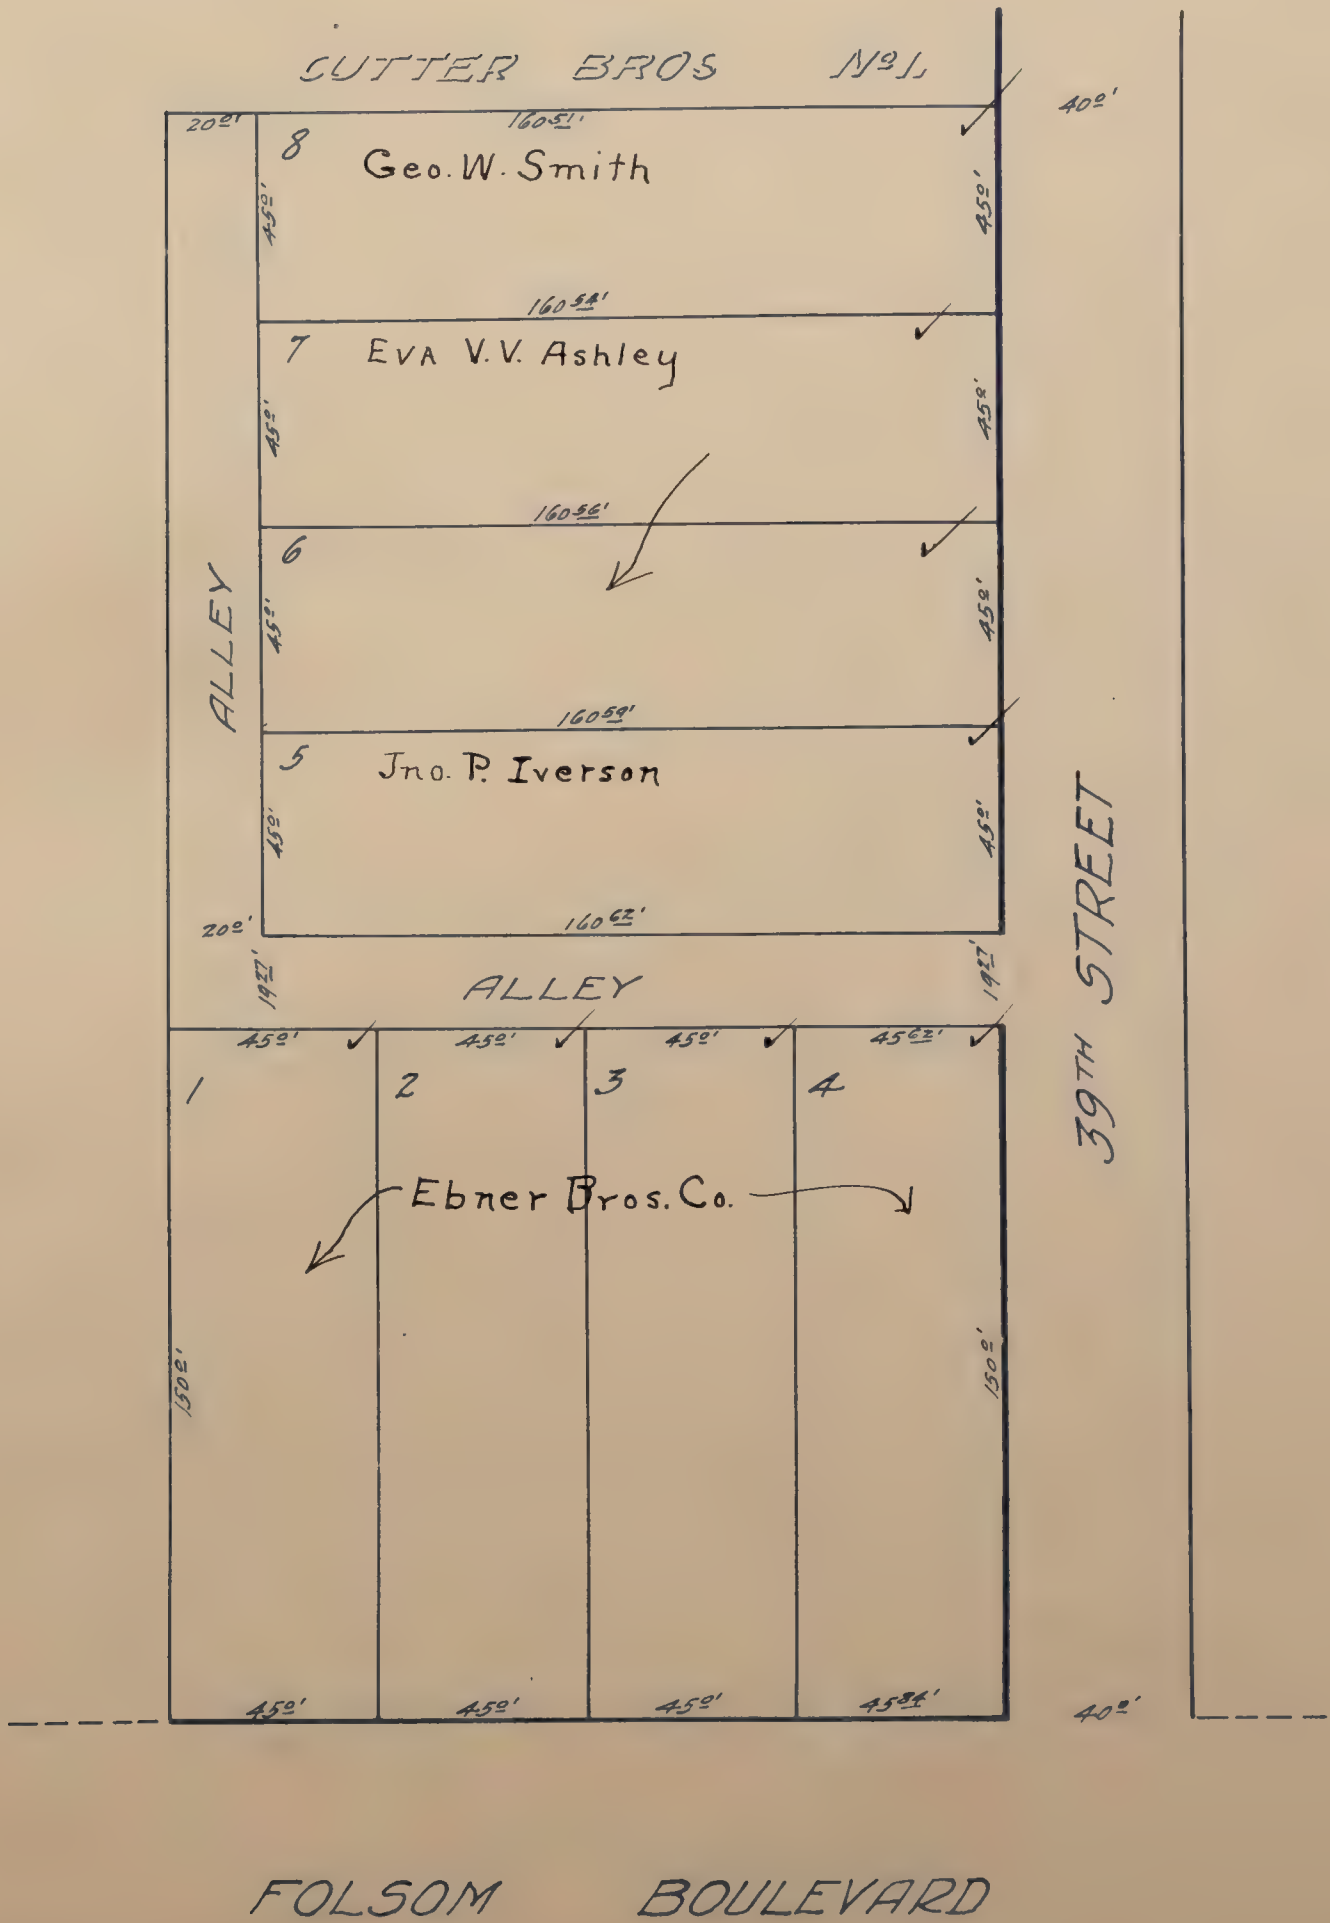 CUTTER BROS Nº1.
20º' 160 51' 40º'
8 Geo. W. Smith
45º' 45º'
160 54'
7 EVA V.V. Ashley
45º' 45º'
160 56'
6
45º' 45º'
ALLEY
160 59'
5 Jno. P. Iverson
45º' 45º'
39TH STREET
20º' 160 62'
19 27' ALLEY 19 27'
45º' 45º' 45º' 45 62'
1 2 3 4
Ebner Bros. Co.
150º' 150º'
45º' 45º' 45º' 45 84' 40º'
FOLSOM BOULEVARD